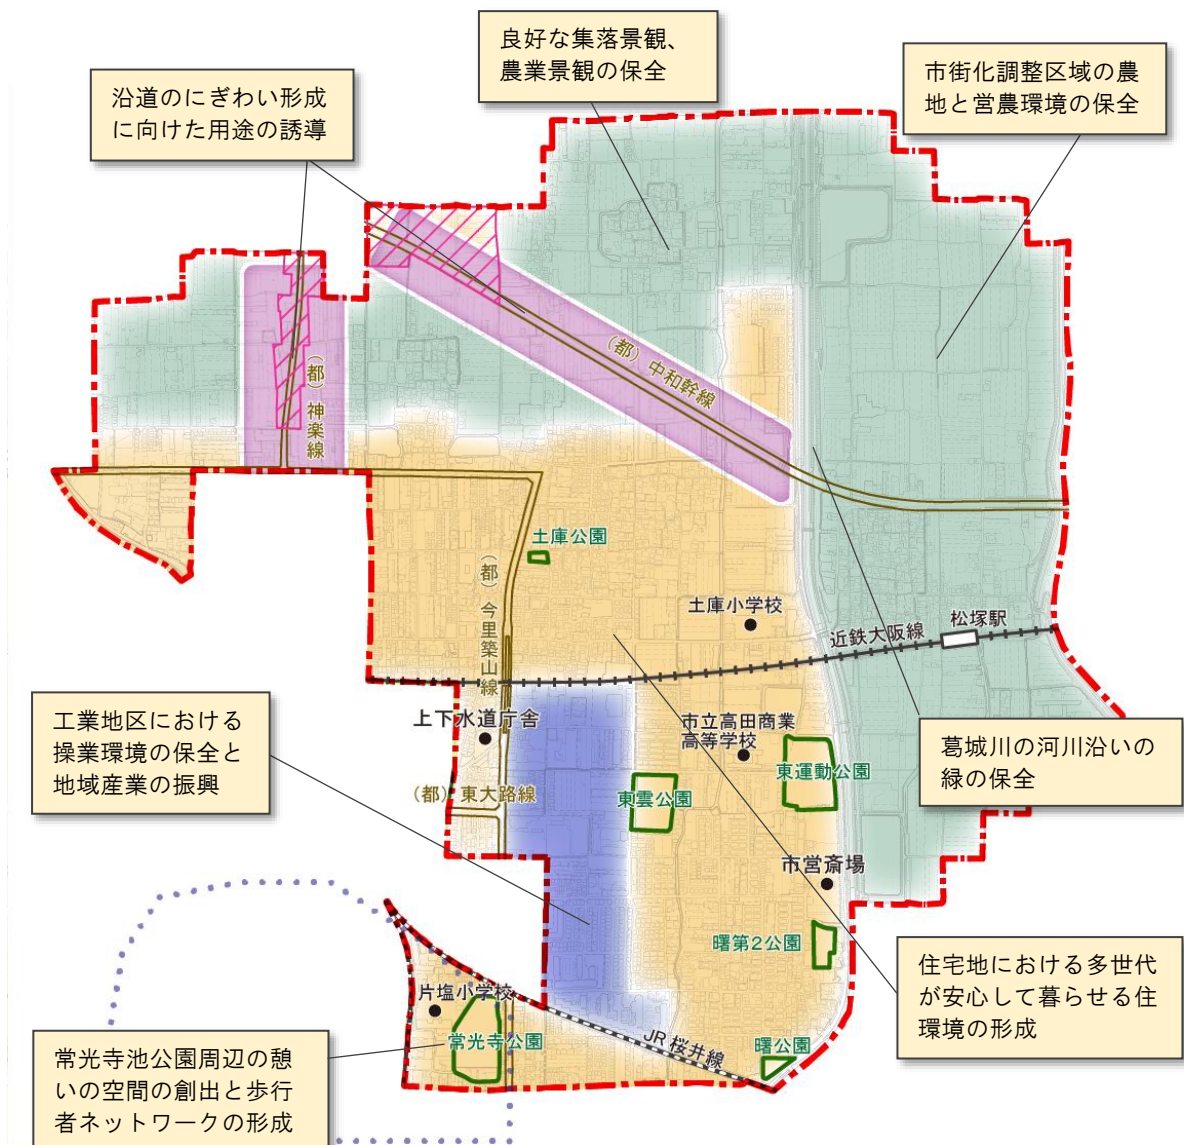 良好な集落景観、
農業景観の保全
市街化調整区域の農
地と営農環境の保全
沿道のにぎわい形成
に向けた用途の誘導
(都)中和幹線
(都)神楽線
土庫公園
(都)今里築山線
土庫小学校
近鉄大阪線
松塚駅
工業地区における
操業環境の保全と
地域産業の振興
上下水道庁舎
市立高田商業
高等学校
東運動公園
葛城川の河川沿いの
緑の保全
(都)東大路線
東雲公園
市営斎場
曙第2公園
住宅地における多世代
が安心して暮らせる住
環境の形成
片塩小学校
常光寺公園
JR桜井線
曙公園
常光寺池公園周辺の憩
いの空間の創出と歩行
者ネットワークの形成